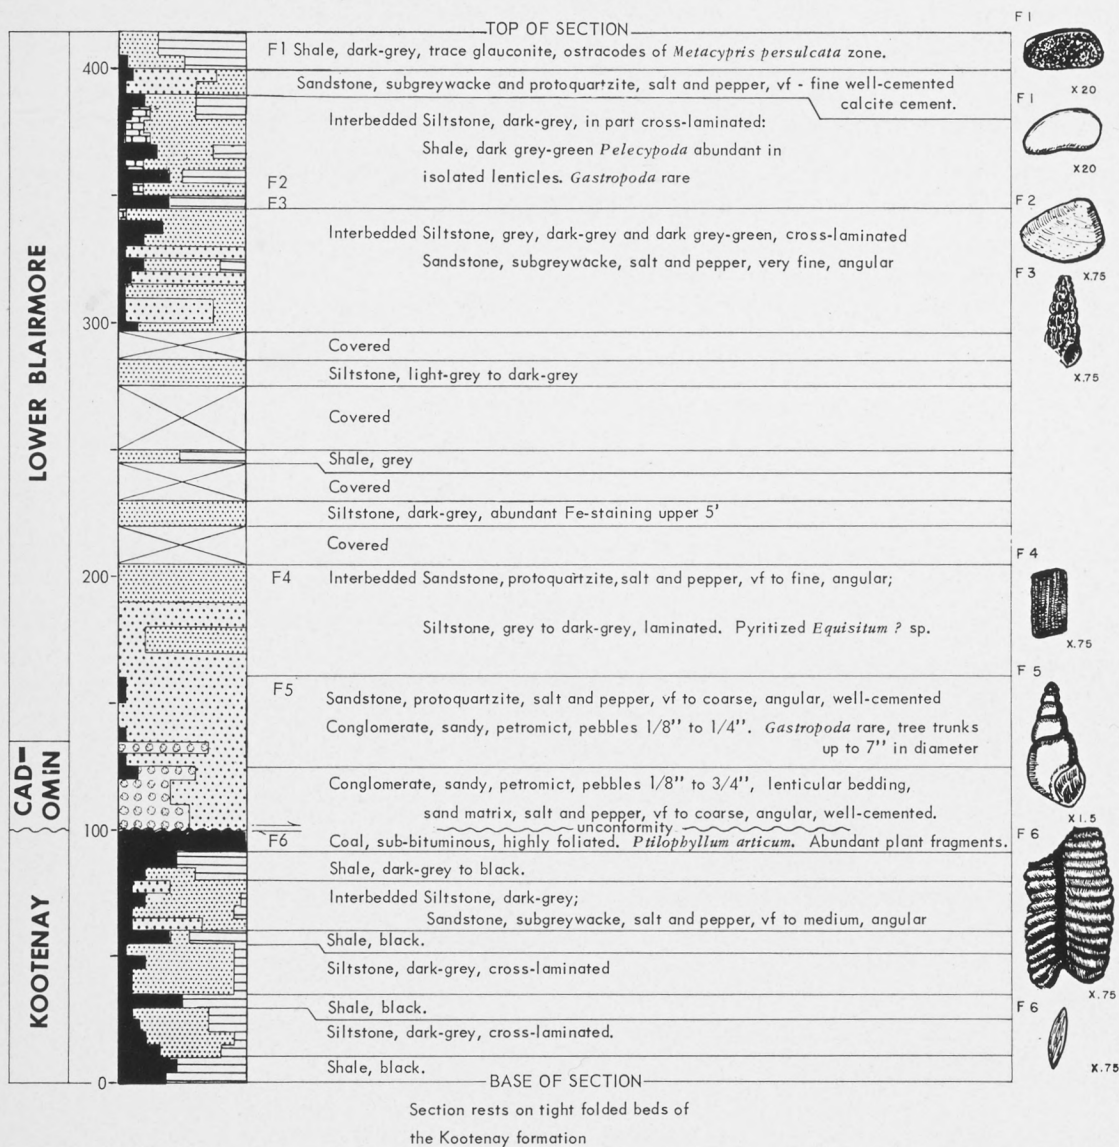 TOP OF SECTION
F1 Shale, dark-grey, trace glauconite, ostracodes of Metacypris persulcata zone.
400
Sandstone, subgreywacke and protoquartzite, salt and pepper, vf - fine well-cemented
calcite cement.
Interbedded Siltstone, dark-grey, in part cross-laminated:
Shale, dark grey-green Pelecypoda abundant in
isolated lenticles. Gastropoda rare
F2
F3
Interbedded Siltstone, grey, dark-grey and dark grey-green, cross-laminated
Sandstone, subgreywacke, salt and pepper, very fine, angular
300
Covered
Siltstone, light-grey to dark-grey
Covered
Shale, grey
Covered
Siltstone, dark-grey, abundant Fe-staining upper 5'
Covered
LOWER BLAIRMORE
200
F4 Interbedded Sandstone, protoquartzite, salt and pepper, vf to fine, angular;
Siltstone, grey to dark-grey, laminated. Pyritized Equisitum ? sp.
F5
Sandstone, protoquartzite, salt and pepper, vf to coarse, angular, well-cemented
Conglomerate, sandy, petromict, pebbles 1/8" to 1/4". Gastropoda rare, tree trunks
up to 7" in diameter
CAD-
OMIN
Conglomerate, sandy, petromict, pebbles 1/8" to 3/4", lenticular bedding,
sand matrix, salt and pepper, vf to coarse, angular, well-cemented.
100
unconformity
F6 Coal, sub-bituminous, highly foliated. Ptilophyllum articum. Abundant plant fragments.
Shale, dark-grey to black.
Interbedded Siltstone, dark-grey;
Sandstone, subgreywacke, salt and pepper, vf to medium, angular
Shale, black.
Siltstone, dark-grey, cross-laminated
Shale, black.
Siltstone, dark-grey, cross-laminated.
Shale, black.
KOOTENAY
0
BASE OF SECTION
Section rests on tight folded beds of
the Kootenay formation
F1
X20
F1
X20
F2
X.75
F3
X.75
F4
X.75
F5
X1.5
F6
X.75
F6
X.75